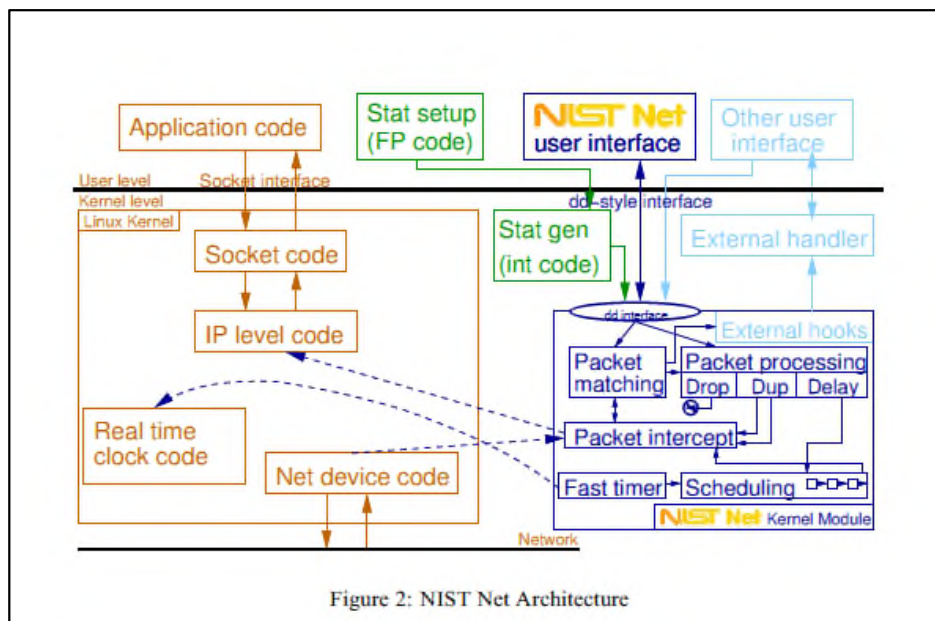 Stat setup
(FP code)
NIST Net
user interface
Other user
interface
Application code
User level
Socket interface
Kernel level
dd-style interface
Linux Kernel
Stat gen
(int code)
External handler
Socket code
IP level code
dd interface
External hooks
Packet
matching
Packet processing
Drop
Dup
Delay
Real time
clock code
Packet intercept
Net device code
Fast timer
Scheduling
NIST Net Kernel Module
Network
Figure 2: NIST Net Architecture